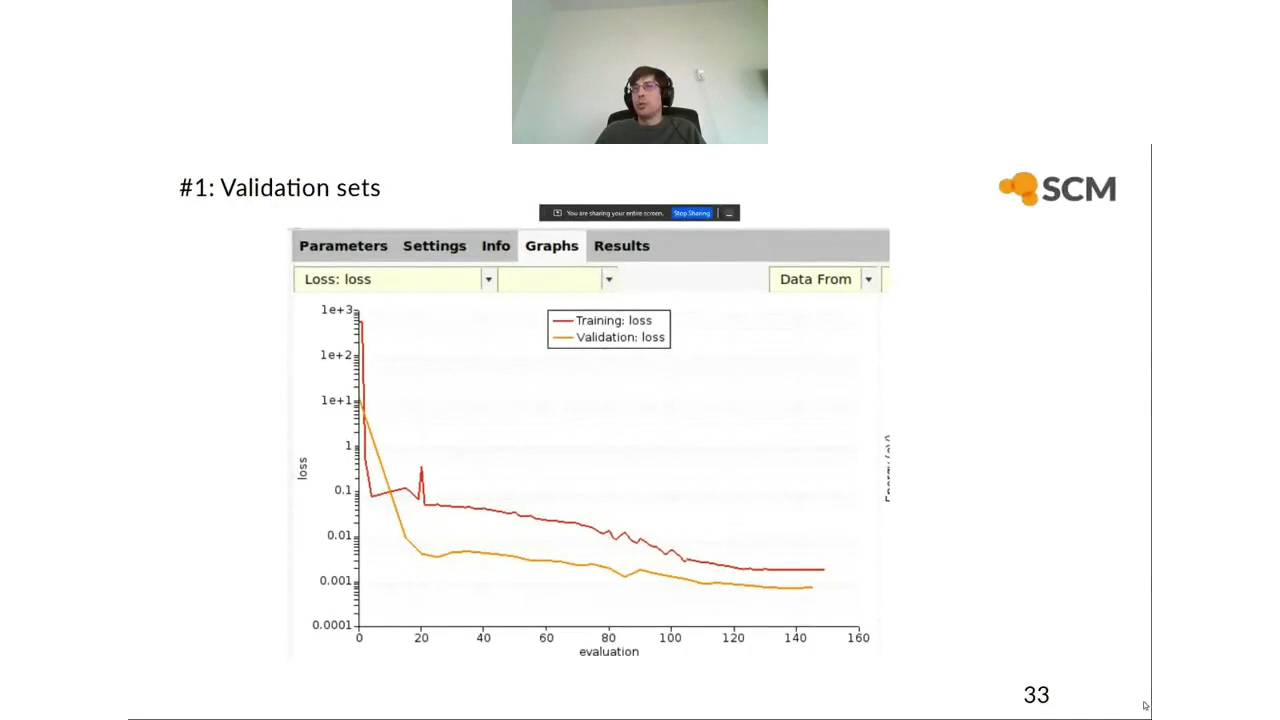 #1: Validation sets
SCM
You are sharing your entire screen. Stop Sharing
Parameters Settings Info Graphs Results
Loss: loss
Data From
1e+3
1e+2
1e+1
1
0.1
0.01
0.001
0.0001
loss
Training: loss
Validation: loss
0 20 40 60 80 100 120 140 160
evaluation
33